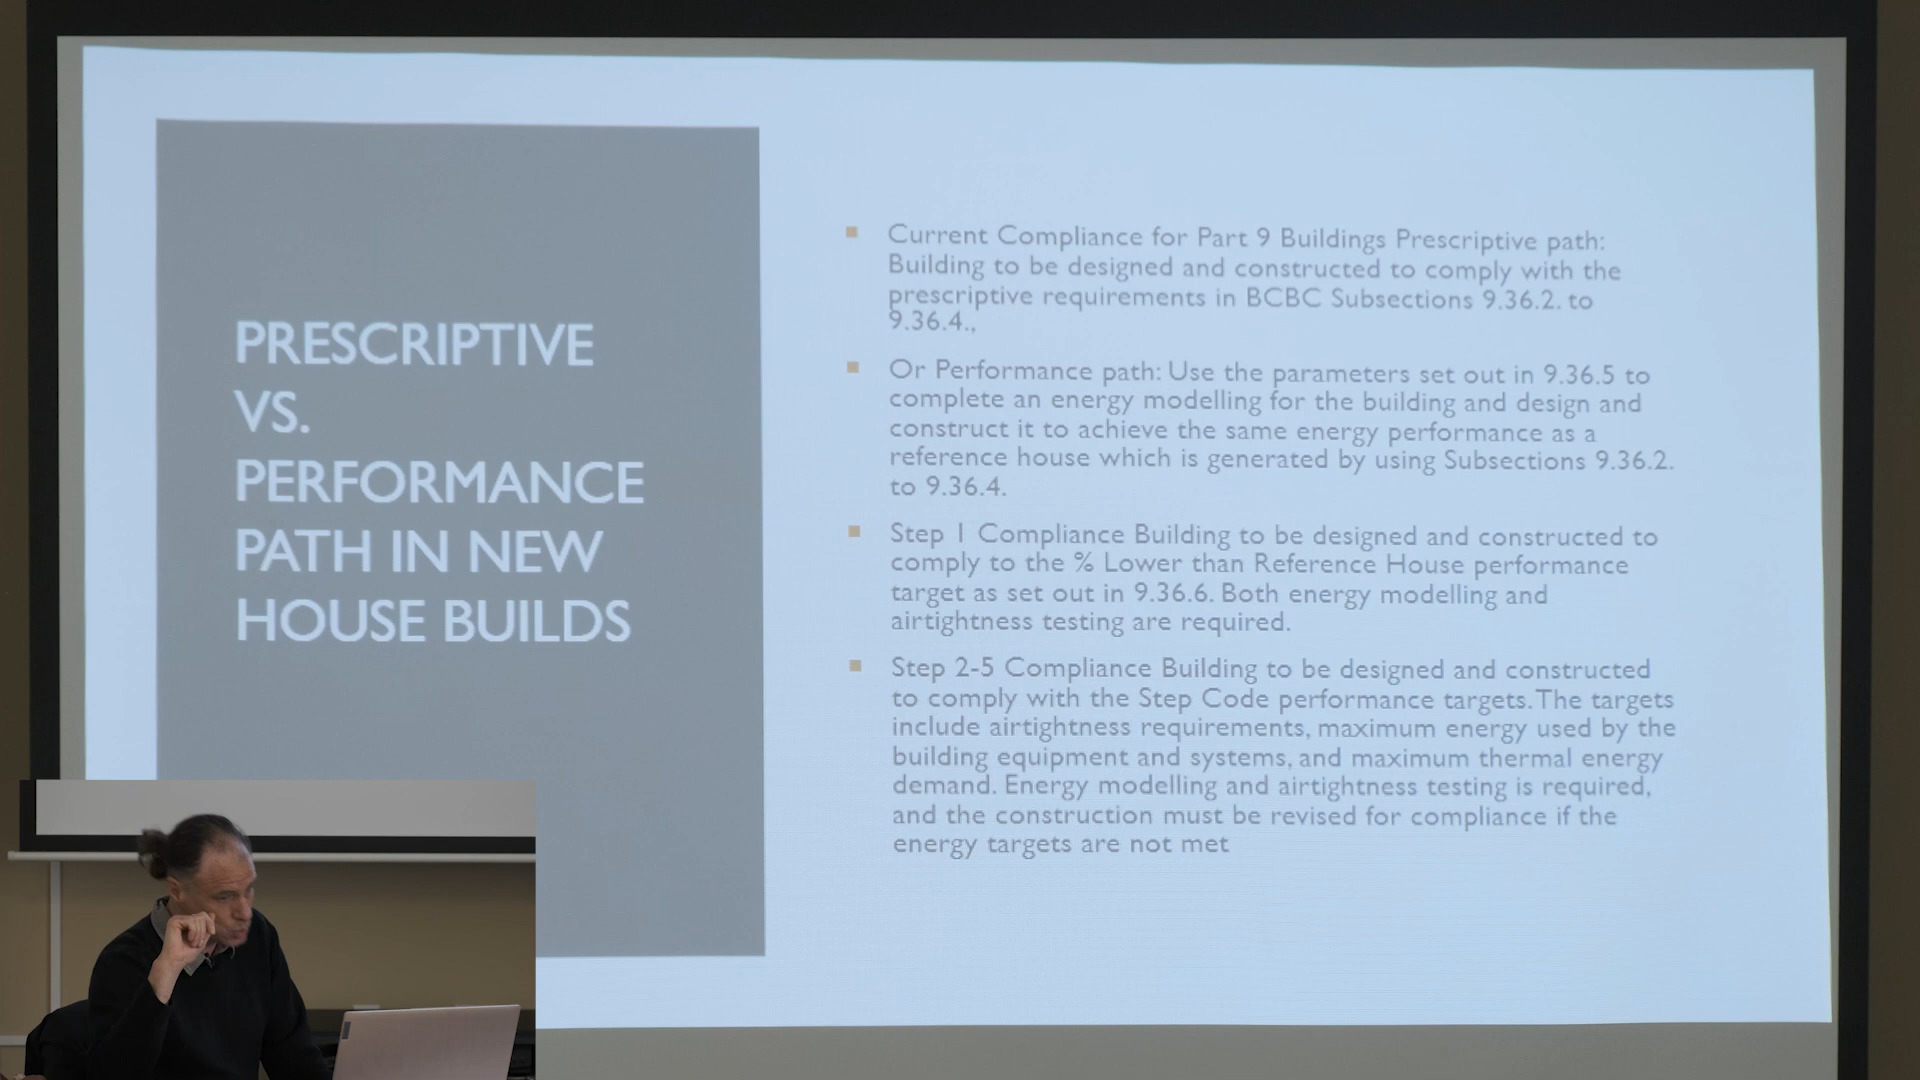 PRESCRIPTIVE
VS.
PERFORMANCE
PATH IN NEW
HOUSE BUILDS
Current Compliance for Part 9 Buildings Prescriptive path:
Building to be designed and constructed to comply with the
prescriptive requirements in BCBC Subsections 9.36.2. to
9.36.4.,
Or Performance path: Use the parameters set out in 9.36.5 to
complete an energy modelling for the building and design and
construct it to achieve the same energy performance as a
reference house which is generated by using Subsections 9.36.2.
to 9.36.4.
Step 1 Compliance Building to be designed and constructed to
comply to the % Lower than Reference House performance
target as set out in 9.36.6. Both energy modelling and
airtightness testing are required.
Step 2-5 Compliance Building to be designed and constructed
to comply with the Step Code performance targets. The targets
include airtightness requirements, maximum energy used by the
building equipment and systems, and maximum thermal energy
demand. Energy modelling and airtightness testing is required,
and the construction must be revised for compliance if the
energy targets are not met